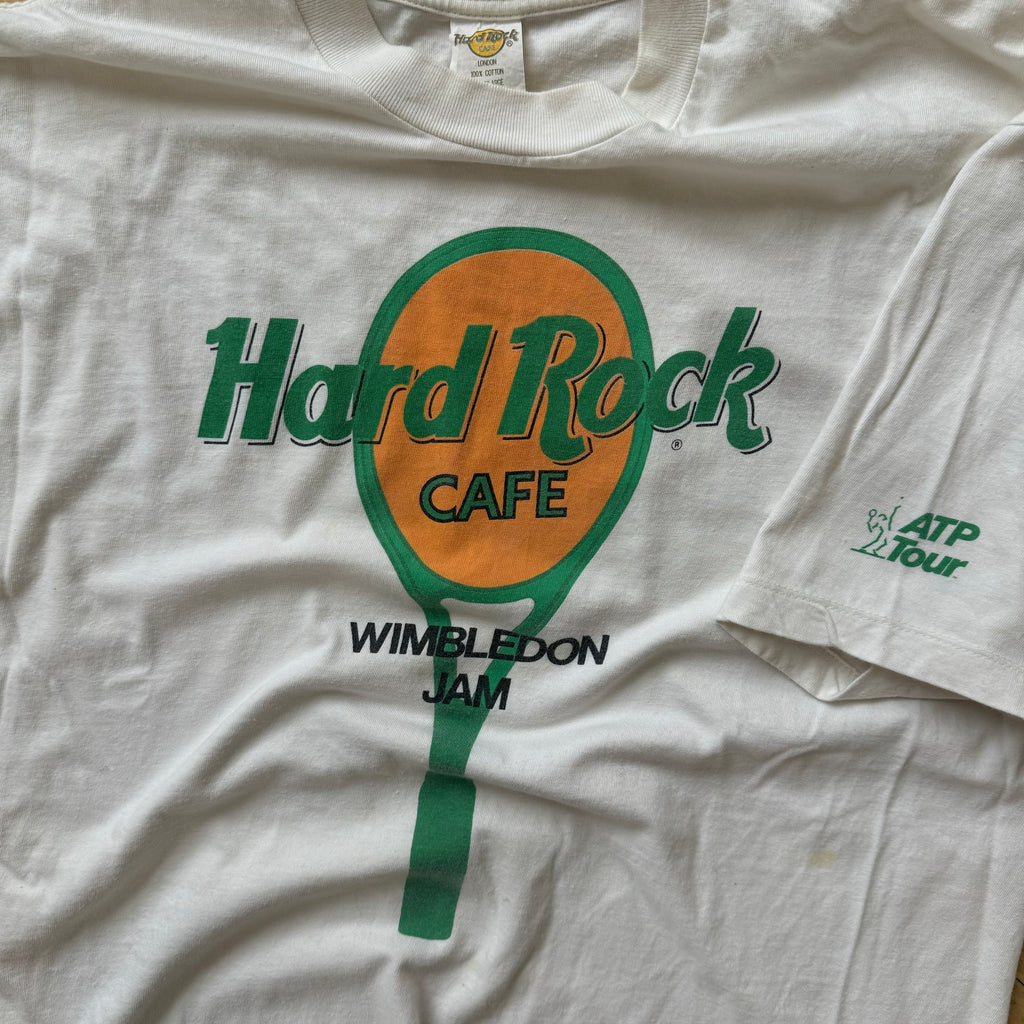 Hard Rock
CAFE
LONDON
100% COTTON
Hard Rock
®
CAFE
WIMBLEDON
JAM
ATP
Tour